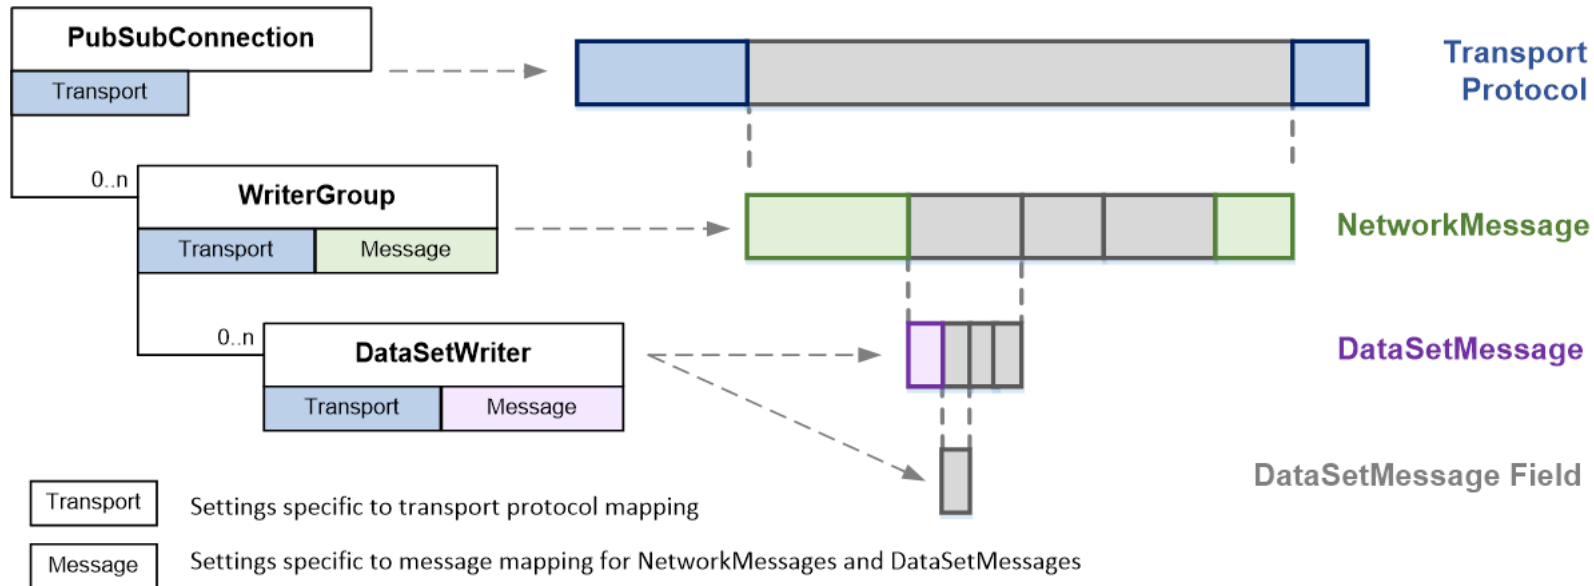 PubSubConnection
Transport
Transport
Protocol
0..n
WriterGroup
Transport
Message
NetworkMessage
0..n
DataSetWriter
Transport
Message
DataSetMessage
DataSetMessage Field
Transport
Settings specific to transport protocol mapping
Message
Settings specific to message mapping for NetworkMessages and DataSetMessages